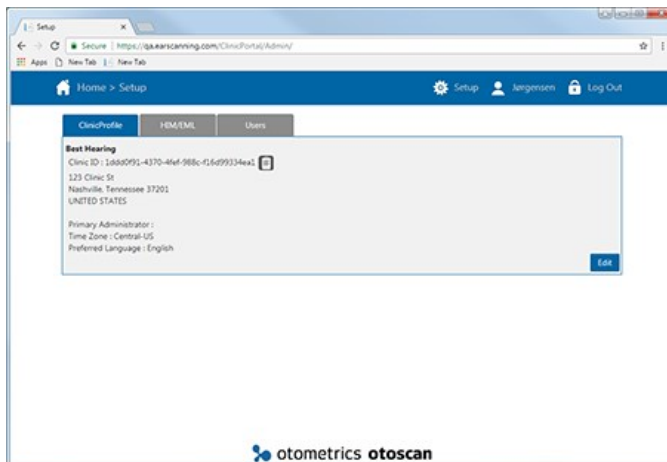 Setup
Secure | https://qa.earscanning.com/ClinicPortal/Admin/
Apps New Tab New Tab
Home > Setup Setup Jørgensen Log Out
ClinicProfile HIM/EML Users
Best Hearing
Clinic ID : 1ddd0f91-4370-4fef-988c-f16d99334ea1
123 Clinic St
Nashville, Tennessee 37201
UNITED STATES
Primary Administrator :
Time Zone : Central-US
Preferred Language : English
Edit
otometrics otoscan